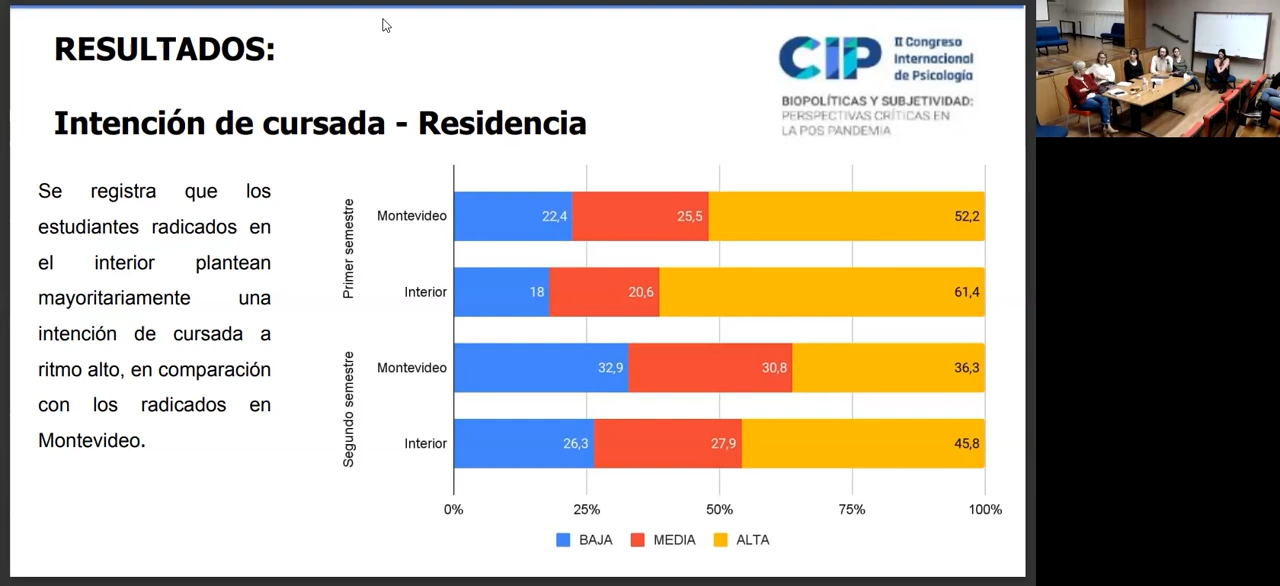 RESULTADOS:
CIP
II Congreso
Internacional
de Psicología
BIOPOLÍTICAS Y SUBJETIVIDAD:
PERSPECTIVAS CRÍTICAS EN
LA POS PANDEMIA
Intención de cursada - Residencia
Se registra que los
estudiantes radicados en
el interior plantean
mayoritariamente una
intención de cursada a
ritmo alto, en comparación
con los radicados en
Montevideo.
Primer semestre
Montevideo 22,4 25,5 52,2
Interior 18 20,6 61,4
Segundo semestre
Montevideo 32,9 30,8 36,3
Interior 26,3 27,9 45,8
0% 25% 50% 75% 100%
BAJA MEDIA ALTA